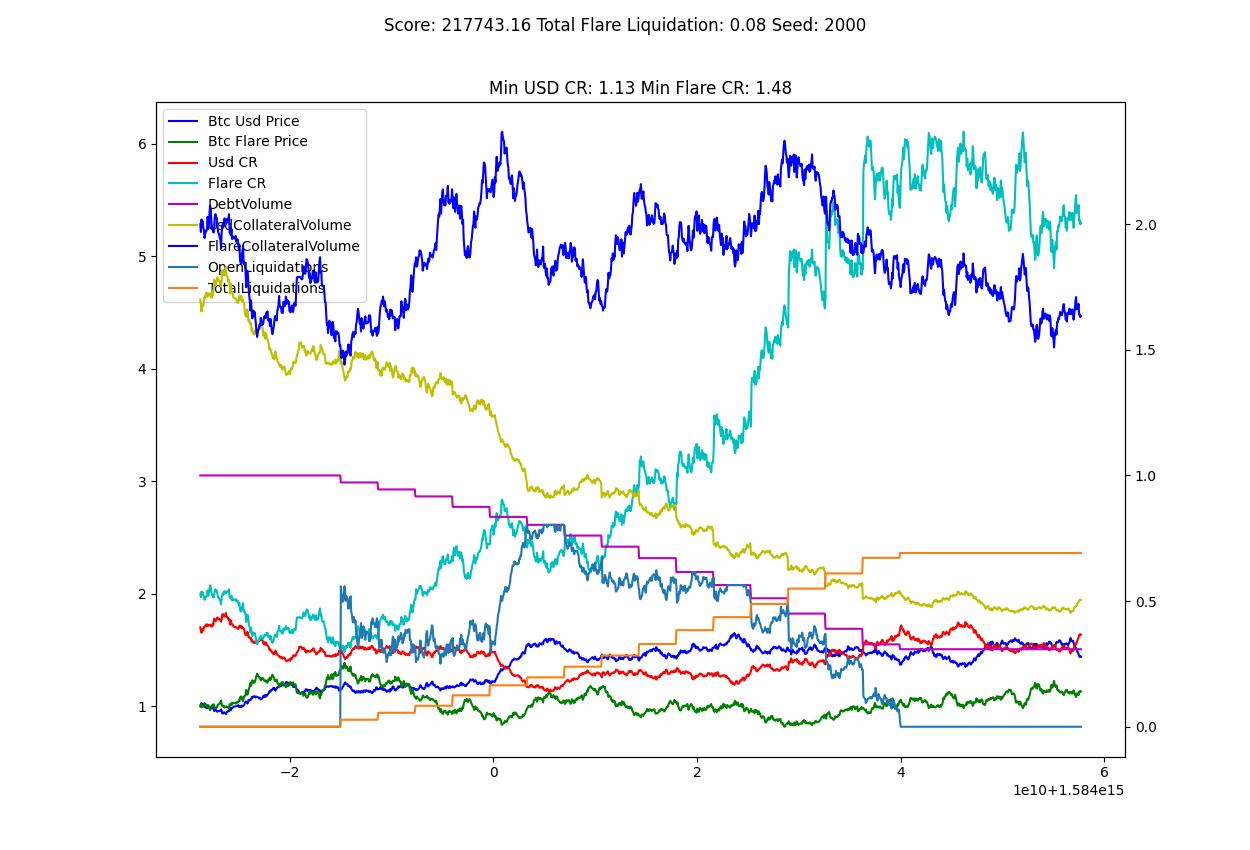 Score: 217743.16 Total Flare Liquidation: 0.08 Seed: 2000
Min USD CR: 1.13 Min Flare CR: 1.48
Btc Usd Price
Btc Flare Price
Usd CR
Flare CR
DebtVolume
UsdCollateralVolume
FlareCollateralVolume
OpenLiquidations
TotalLiquidations
6
5
4
3
2
1
2.0
1.5
1.0
0.5
0.0
−2 0 2 4 6
1e10+1.584e15